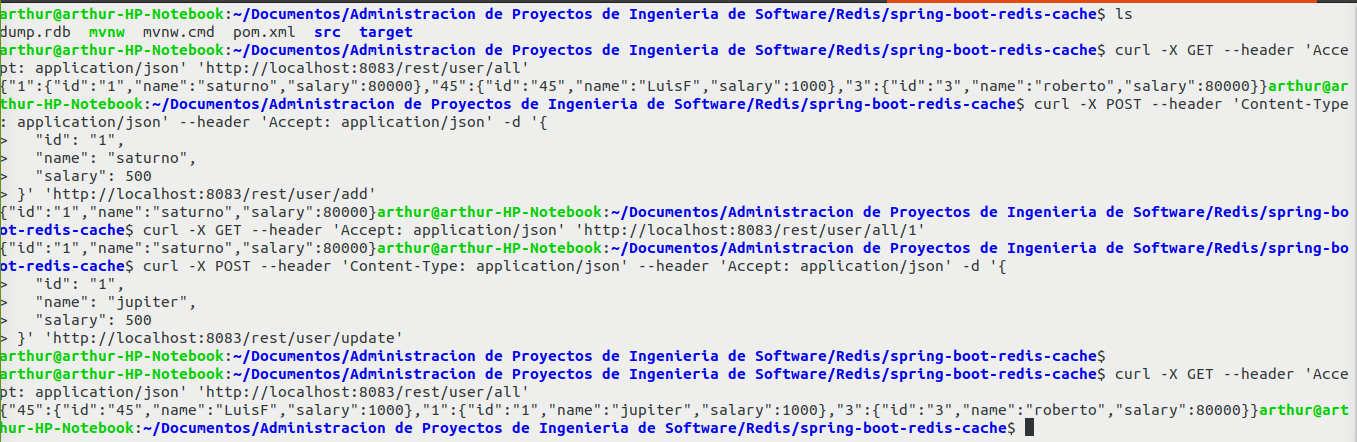 arthur@arthur-HP-Notebook:~/Documentos/Administracion de Proyectos de Ingenieria de Software/Redis/spring-boot-redis-cache$ ls
dump.rdb  mvnw  mvnw.cmd  pom.xml  src  target
arthur@arthur-HP-Notebook:~/Documentos/Administracion de Proyectos de Ingenieria de Software/Redis/spring-boot-redis-cache$ curl -X GET --header 'Acce
pt: application/json' 'http://localhost:8083/rest/user/all'
{"1":{"id":"1","name":"saturno","salary":80000},"45":{"id":"45","name":"LuisF","salary":1000},"3":{"id":"3","name":"roberto","salary":80000}}arthur@ar
thur-HP-Notebook:~/Documentos/Administracion de Proyectos de Ingenieria de Software/Redis/spring-boot-redis-cache$ curl -X POST --header 'Content-Type
: application/json' --header 'Accept: application/json' -d '{
>   "id": "1",
>   "name": "saturno",
>   "salary": 500
> }' 'http://localhost:8083/rest/user/add'
{"id":"1","name":"saturno","salary":80000}arthur@arthur-HP-Notebook:~/Documentos/Administracion de Proyectos de Ingenieria de Software/Redis/spring-bo
ot-redis-cache$ curl -X GET --header 'Accept: application/json' 'http://localhost:8083/rest/user/all/1'
{"id":"1","name":"saturno","salary":80000}arthur@arthur-HP-Notebook:~/Documentos/Administracion de Proyectos de Ingenieria de Software/Redis/spring-bo
ot-redis-cache$ curl -X POST --header 'Content-Type: application/json' --header 'Accept: application/json' -d '{
>   "id": "1",
>   "name": "jupiter",
>   "salary": 500
> }' 'http://localhost:8083/rest/user/update'
arthur@arthur-HP-Notebook:~/Documentos/Administracion de Proyectos de Ingenieria de Software/Redis/spring-boot-redis-cache$
arthur@arthur-HP-Notebook:~/Documentos/Administracion de Proyectos de Ingenieria de Software/Redis/spring-boot-redis-cache$ curl -X GET --header 'Acce
pt: application/json' 'http://localhost:8083/rest/user/all'
{"45":{"id":"45","name":"LuisF","salary":1000},"1":{"id":"1","name":"jupiter","salary":1000},"3":{"id":"3","name":"roberto","salary":80000}}arthur@art
hur-HP-Notebook:~/Documentos/Administracion de Proyectos de Ingenieria de Software/Redis/spring-boot-redis-cache$